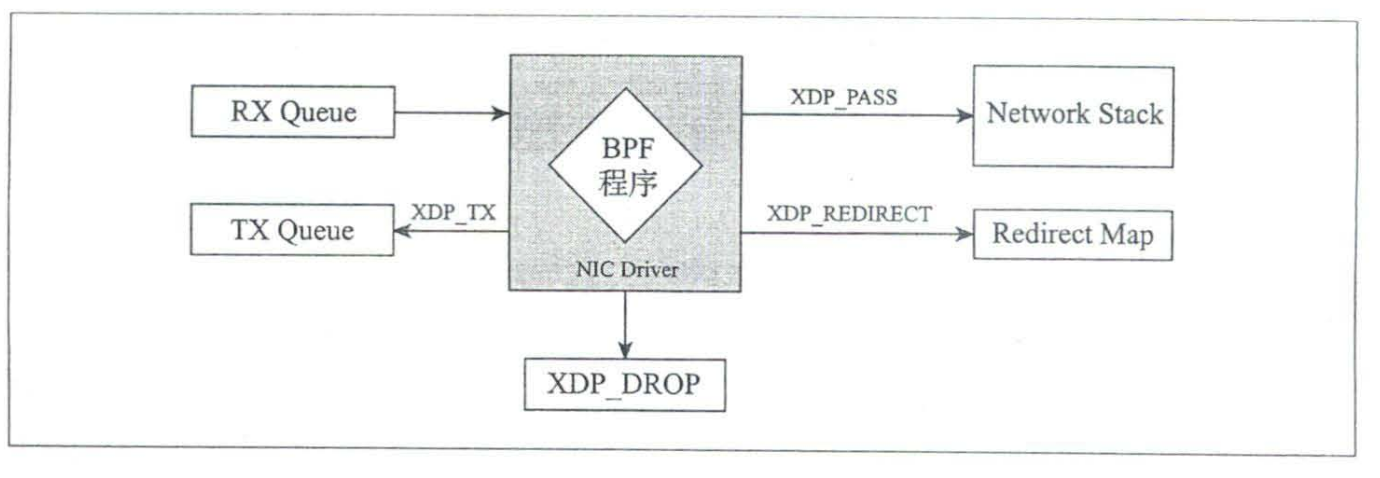 RX Queue
XDP_PASS
Network Stack
BPF
程序
TX Queue
XDP_TX
XDP_REDIRECT
Redirect Map
NIC Driver
XDP_DROP